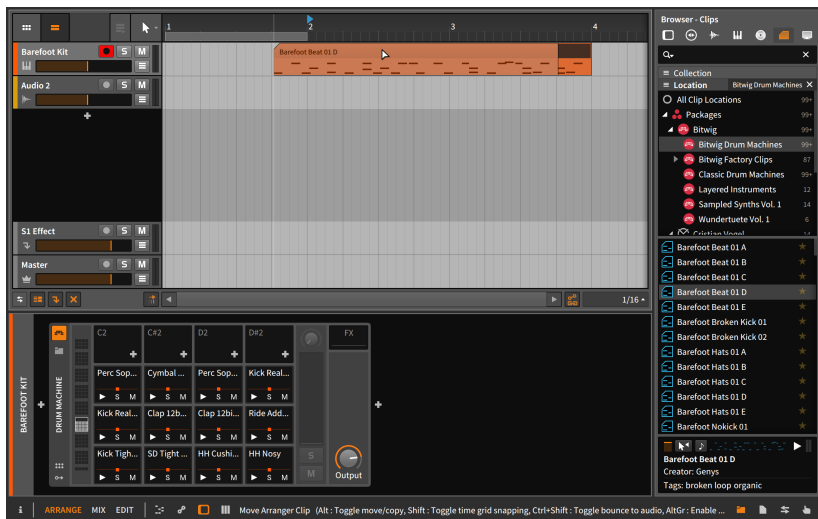 1 2 3 4
Barefoot Kit S M
Barefoot Beat 01 D
Audio 2 S M
S1 Effect S M
Master S M
1/16
Browser - Clips
Collection
Location Bitwig Drum Machines
All Clip Locations 99+
Packages 99+
Bitwig 99+
Bitwig Drum Machines 99+
Bitwig Factory Clips 87
Classic Drum Machines 99+
Layered Instruments 12
Sampled Synths Vol. 1 14
Wundertuete Vol. 1 6
Cristian Vogel 14
Barefoot Beat 01 A
Barefoot Beat 01 B
Barefoot Beat 01 C
Barefoot Beat 01 D
Barefoot Beat 01 E
Barefoot Broken Kick 01
Barefoot Broken Kick 02
Barefoot Hats 01 A
Barefoot Hats 01 B
Barefoot Hats 01 C
Barefoot Hats 01 D
Barefoot Hats 01 E
Barefoot Nokick 01
Barefoot Beat 01 D
Creator: Genys
Tags: broken loop organic
BAREFOOT KIT
DRUM MACHINE
C2 C#2 D2 D#2 FX
Perc Sop... Cymbal ... Perc Sop... Kick Real...
S M S M S M S M
Kick Real... Clap 12b... Clap 12bi... Ride Add...
S M S M S M S M
Kick Tigh... SD Tight ... HH Cushi... HH Nosy
S M S M S M S M
S
M
Output
i ARRANGE MIX EDIT Move Arranger Clip (Alt : Toggle move/copy, Shift : Toggle time grid snapping, Ctrl+Shift : Toggle bounce to audio, AltGr : Enable ...